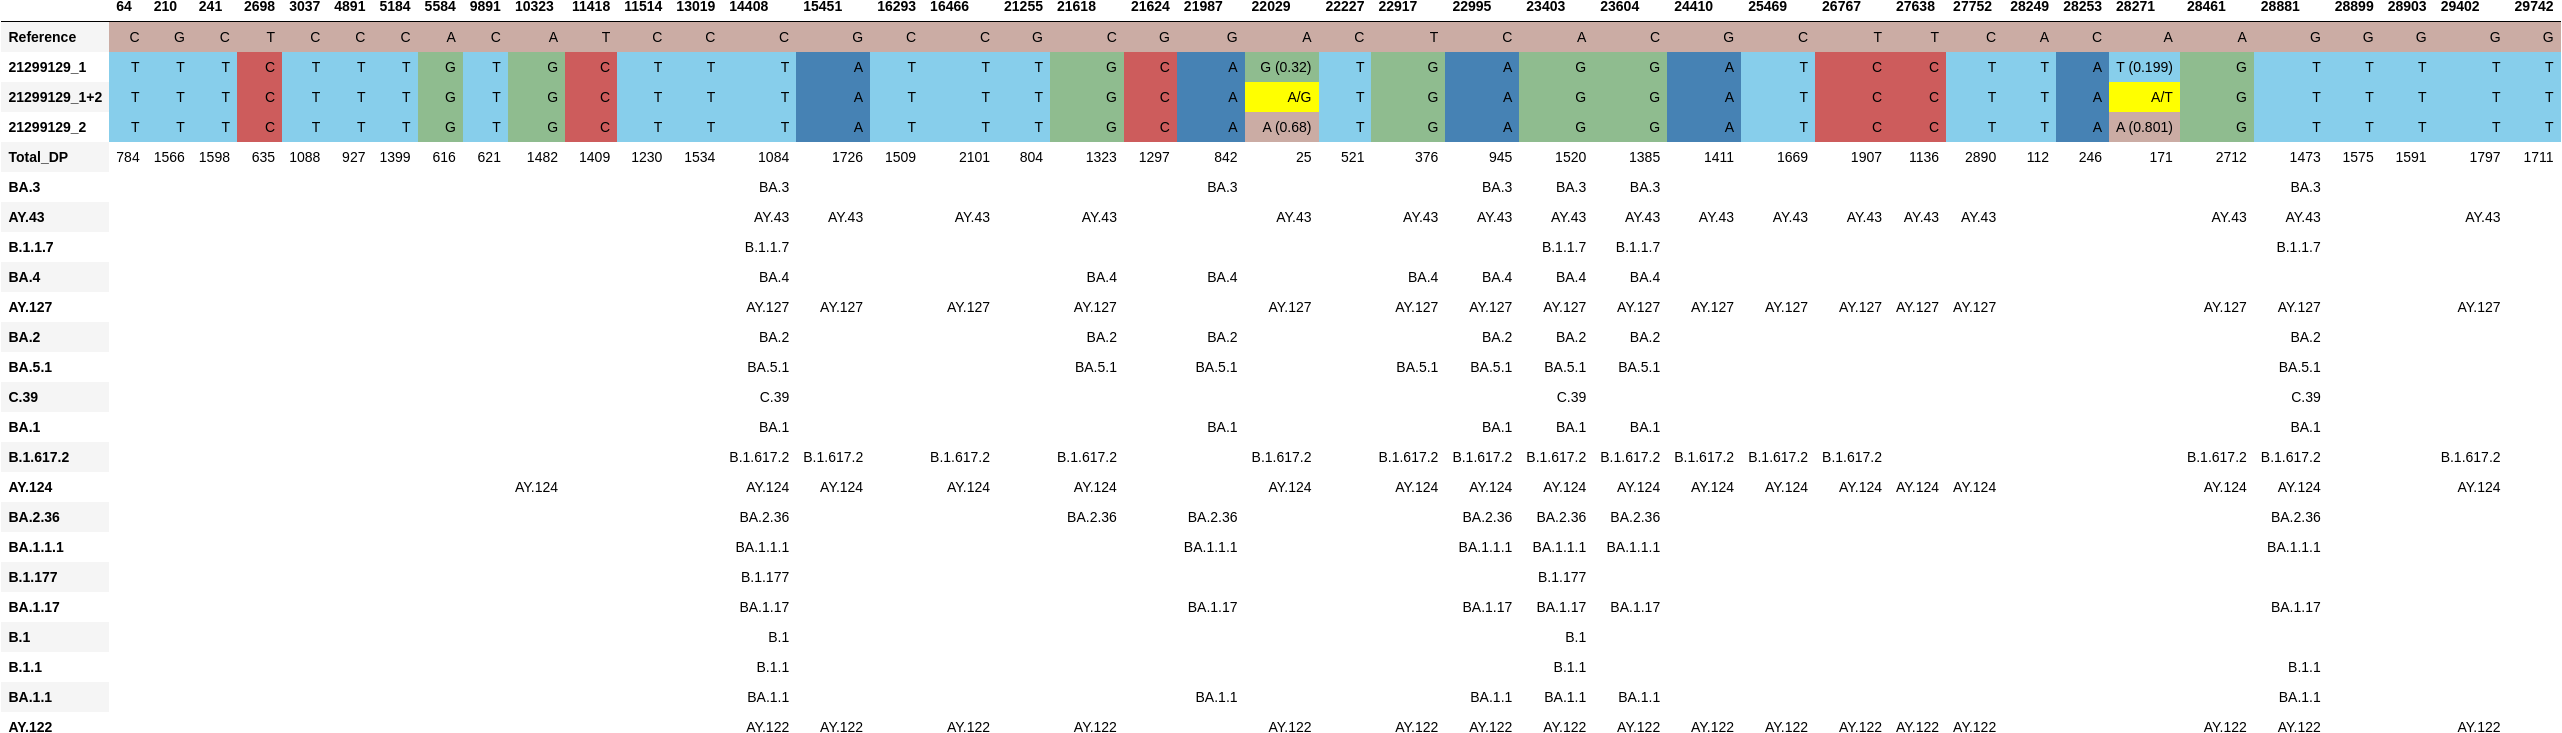 64 210 241 2698 3037 4891 5184 5584 9891 10323 11418 11514 13019 14408 15451 16293 16466 21255 21618 21624 21987 22029 22227 22917 22995 23403 23604 24410 25469 26767 27638 27752 28249 28253 28271 28461 28881 28899 28903 29402 29742
Reference C G C T C C C A C A T C C C G C C G C G G A C T C A C G C T T C A C A A G G G G G
21299129_1 T T T C T T T G T G C T T T A T T T G C A G (0.32) T G A G G A T C C T T A T (0.199) G T T T T T
21299129_1+2 T T T C T T T G T G C T T T A T T T G C A A/G T G A G G A T C C T T A A/T G T T T T T
21299129_2 T T T C T T T G T G C T T T A T T T G C A A (0.68) T G A G G A T C C T T A A (0.801) G T T T T T
Total_DP 784 1566 1598 635 1088 927 1399 616 621 1482 1409 1230 1534 1084 1726 1509 2101 804 1323 1297 842 25 521 376 945 1520 1385 1411 1669 1907 1136 2890 112 246 171 2712 1473 1575 1591 1797 1711
BA.3 BA.3 BA.3 BA.3 BA.3 BA.3 BA.3
AY.43 AY.43 AY.43 AY.43 AY.43 AY.43 AY.43 AY.43 AY.43 AY.43 AY.43 AY.43 AY.43 AY.43 AY.43 AY.43 AY.43 AY.43
B.1.1.7 B.1.1.7 B.1.1.7 B.1.1.7 B.1.1.7
BA.4 BA.4 BA.4 BA.4 BA.4 BA.4 BA.4 BA.4
AY.127 AY.127 AY.127 AY.127 AY.127 AY.127 AY.127 AY.127 AY.127 AY.127 AY.127 AY.127 AY.127 AY.127 AY.127 AY.127 AY.127 AY.127
BA.2 BA.2 BA.2 BA.2 BA.2 BA.2 BA.2 BA.2
BA.5.1 BA.5.1 BA.5.1 BA.5.1 BA.5.1 BA.5.1 BA.5.1 BA.5.1 BA.5.1
C.39 C.39 C.39 C.39
BA.1 BA.1 BA.1 BA.1 BA.1 BA.1 BA.1
B.1.617.2 B.1.617.2 B.1.617.2 B.1.617.2 B.1.617.2 B.1.617.2 B.1.617.2 B.1.617.2 B.1.617.2 B.1.617.2 B.1.617.2 B.1.617.2 B.1.617.2 B.1.617.2 B.1.617.2 B.1.617.2
AY.124 AY.124 AY.124 AY.124 AY.124 AY.124 AY.124 AY.124 AY.124 AY.124 AY.124 AY.124 AY.124 AY.124 AY.124 AY.124 AY.124 AY.124 AY.124
BA.2.36 BA.2.36 BA.2.36 BA.2.36 BA.2.36 BA.2.36 BA.2.36 BA.2.36
BA.1.1.1 BA.1.1.1 BA.1.1.1 BA.1.1.1 BA.1.1.1 BA.1.1.1 BA.1.1.1
B.1.177 B.1.177 B.1.177
BA.1.17 BA.1.17 BA.1.17 BA.1.17 BA.1.17 BA.1.17 BA.1.17
B.1 B.1 B.1
B.1.1 B.1.1 B.1.1 B.1.1
BA.1.1 BA.1.1 BA.1.1 BA.1.1 BA.1.1 BA.1.1 BA.1.1
AY.122 AY.122 AY.122 AY.122 AY.122 AY.122 AY.122 AY.122 AY.122 AY.122 AY.122 AY.122 AY.122 AY.122 AY.122 AY.122 AY.122 AY.122